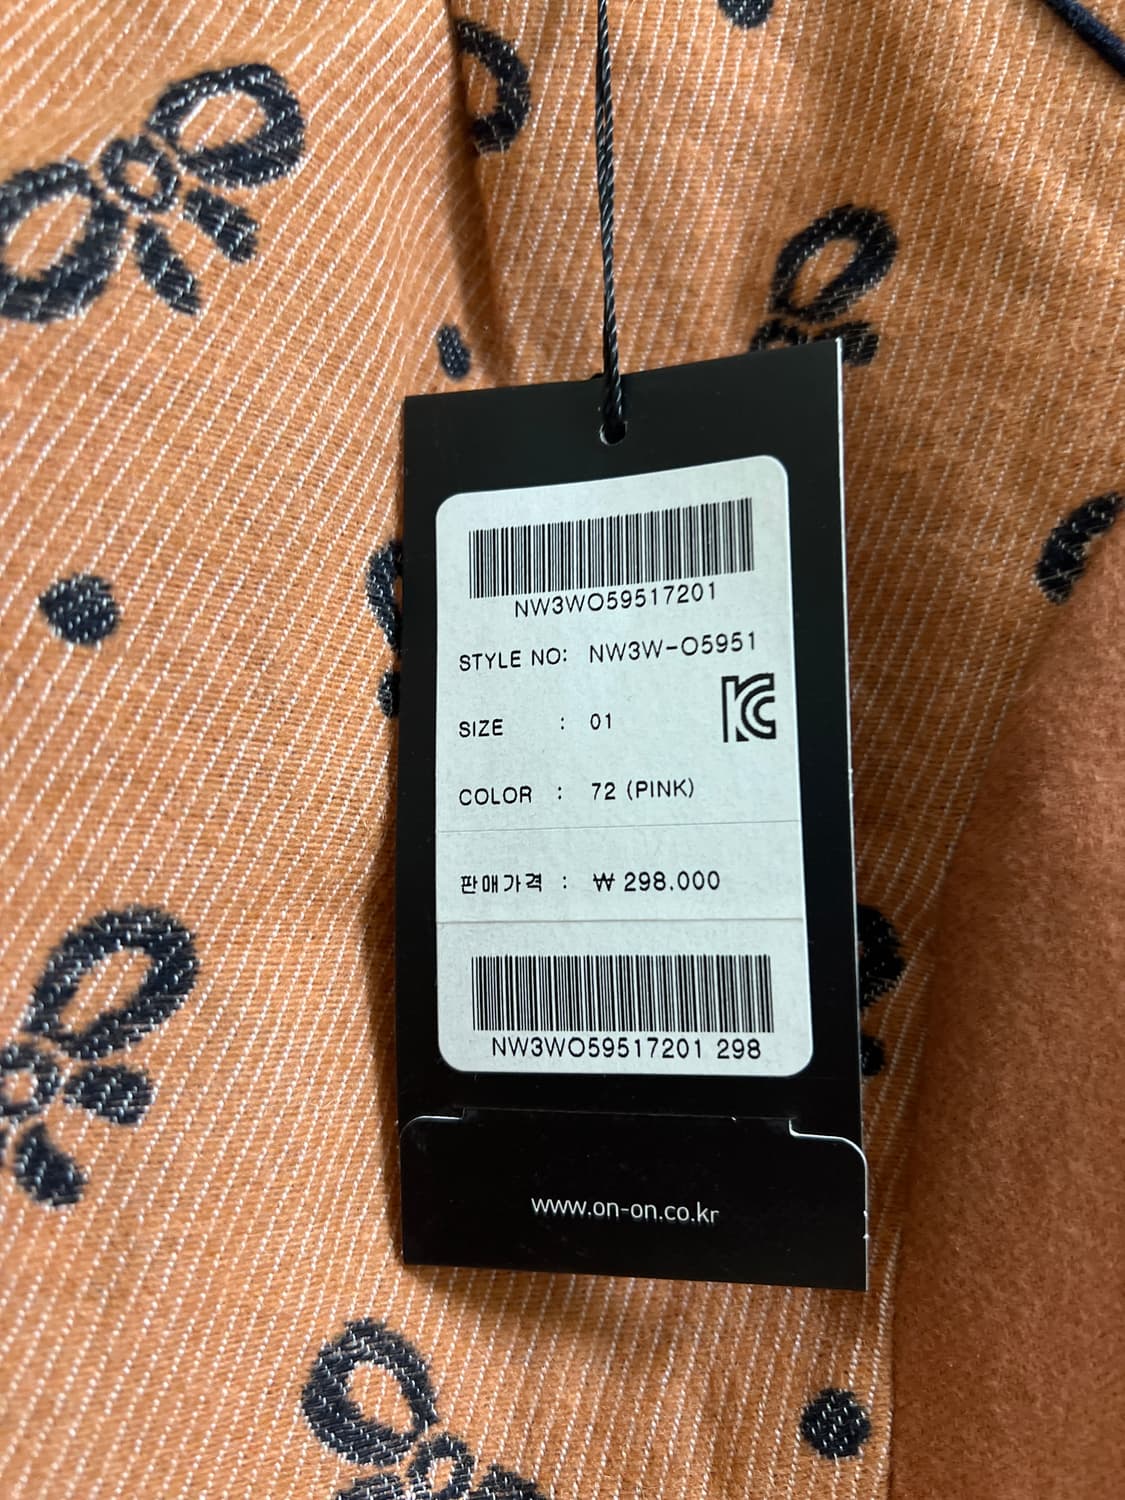 NW3WO59517201
STYLE NO: NW3W-O5951
SIZE : 01
KC
COLOR : 72 (PINK)
판매가격 : ₩ 298.000
NW3WO59517201 298
www.on-on.co.kr